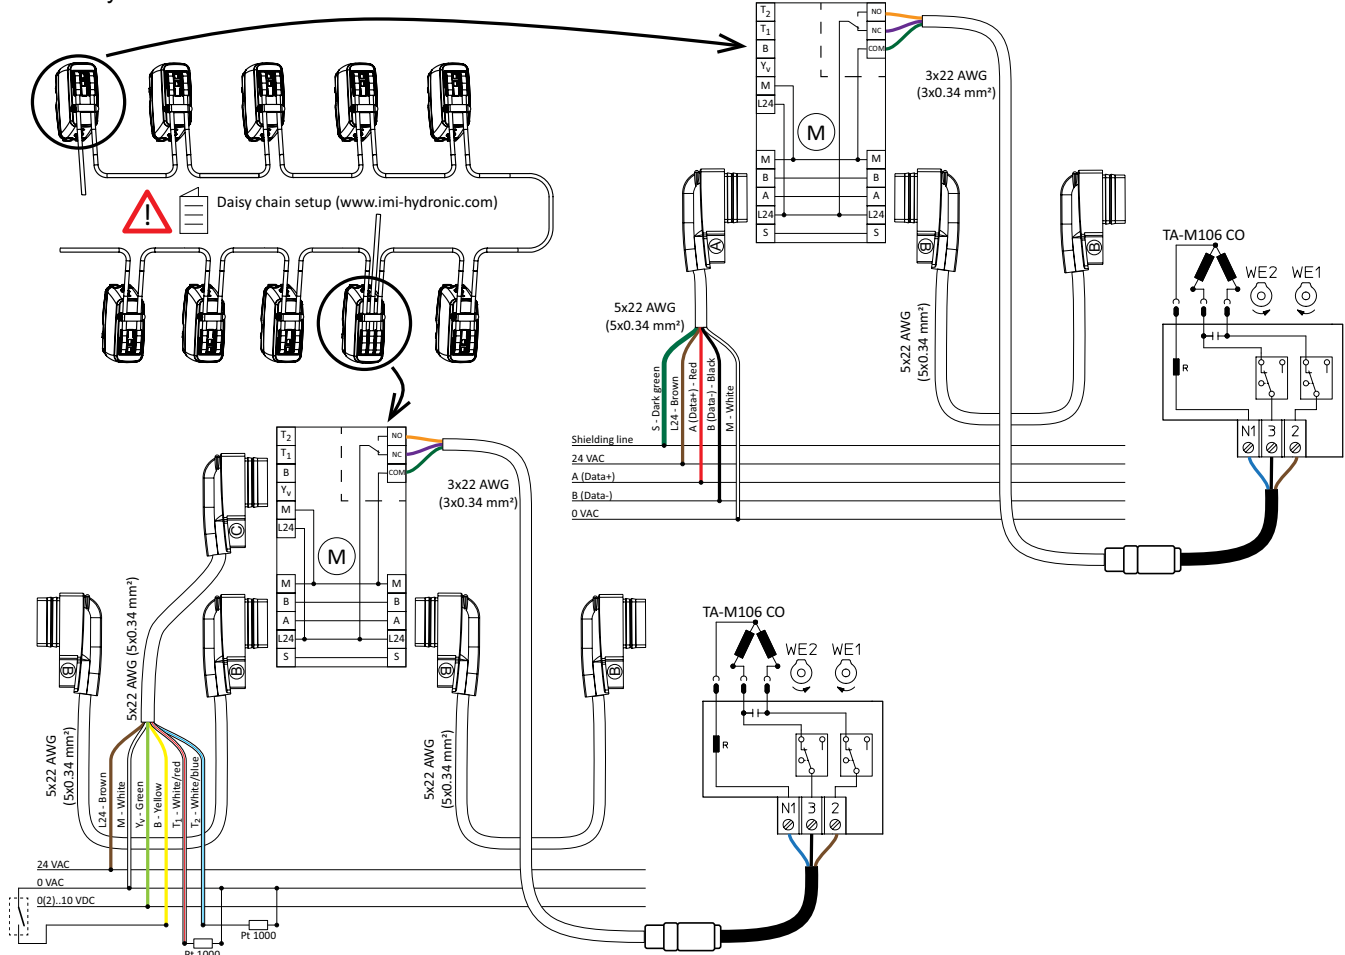 Daisy chain setup (www.imi-hydronic.com)
T2
T1
B
Yv
M
L24
NO
NC
COM
M
M
B
A
L24
S
M
B
A
L24
S
3x22 AWG
(3x0.34 mm²)
A
B
B
5x22 AWG
(5x0.34 mm²)
5x22 AWG
(5x0.34 mm²)
S - Dark green
L24 - Brown
A (Data+) - Red
B (Data-) - Black
M - White
Shielding line
24 VAC
A (Data+)
B (Data-)
0 VAC
TA-M106 CO
WE2 WE1
R
N1 3 2
T2
T1
B
Yv
M
L24
NO
NC
COM
M
M
B
A
L24
S
M
B
A
L24
S
3x22 AWG
(3x0.34 mm²)
C
B
B
B
B
5x22 AWG (5x0.34 mm²)
5x22 AWG
(5x0.34 mm²)
5x22 AWG
(5x0.34 mm²)
L24 - Brown
M - White
Yv - Green
B - Yellow
T1 - White/red
T2 - White/blue
24 VAC
0 VAC
0(2)..10 VDC
Pt 1000
Pt 1000
TA-M106 CO
WE2 WE1
R
N1 3 2